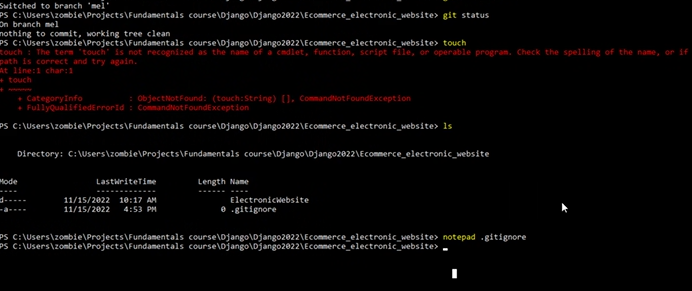 Switched to branch 'mel'
PS C:\Users\zombie\Projects\Fundamentals course\Django\Django2022\Ecommerce_electronic_website> git status
On branch mel
nothing to commit, working tree clean
PS C:\Users\zombie\Projects\Fundamentals course\Django\Django2022\Ecommerce_electronic_website> touch
touch : The term 'touch' is not recognized as the name of a cmdlet, function, script file, or operable program. Check the spelling of the name, or if
path is correct and try again.
At line:1 char:1
+ touch
+ ~~~~~
+ CategoryInfo : ObjectNotFound: (touch:String) [], CommandNotFoundException
+ FullyQualifiedErrorId : CommandNotFoundException
PS C:\Users\zombie\Projects\Fundamentals course\Django\Django2022\Ecommerce_electronic_website> ls
Directory: C:\Users\zombie\Projects\Fundamentals course\Django\Django2022\Ecommerce_electronic_website
Mode LastWriteTime Length Name
---- ------------- ------ ----
d----- 11/15/2022 10:17 AM ElectronicWebsite
-a---- 11/15/2022 4:53 PM 0 .gitignore
PS C:\Users\zombie\Projects\Fundamentals course\Django\Django2022\Ecommerce_electronic_website> notepad .gitignore
PS C:\Users\zombie\Projects\Fundamentals course\Django\Django2022\Ecommerce_electronic_website>